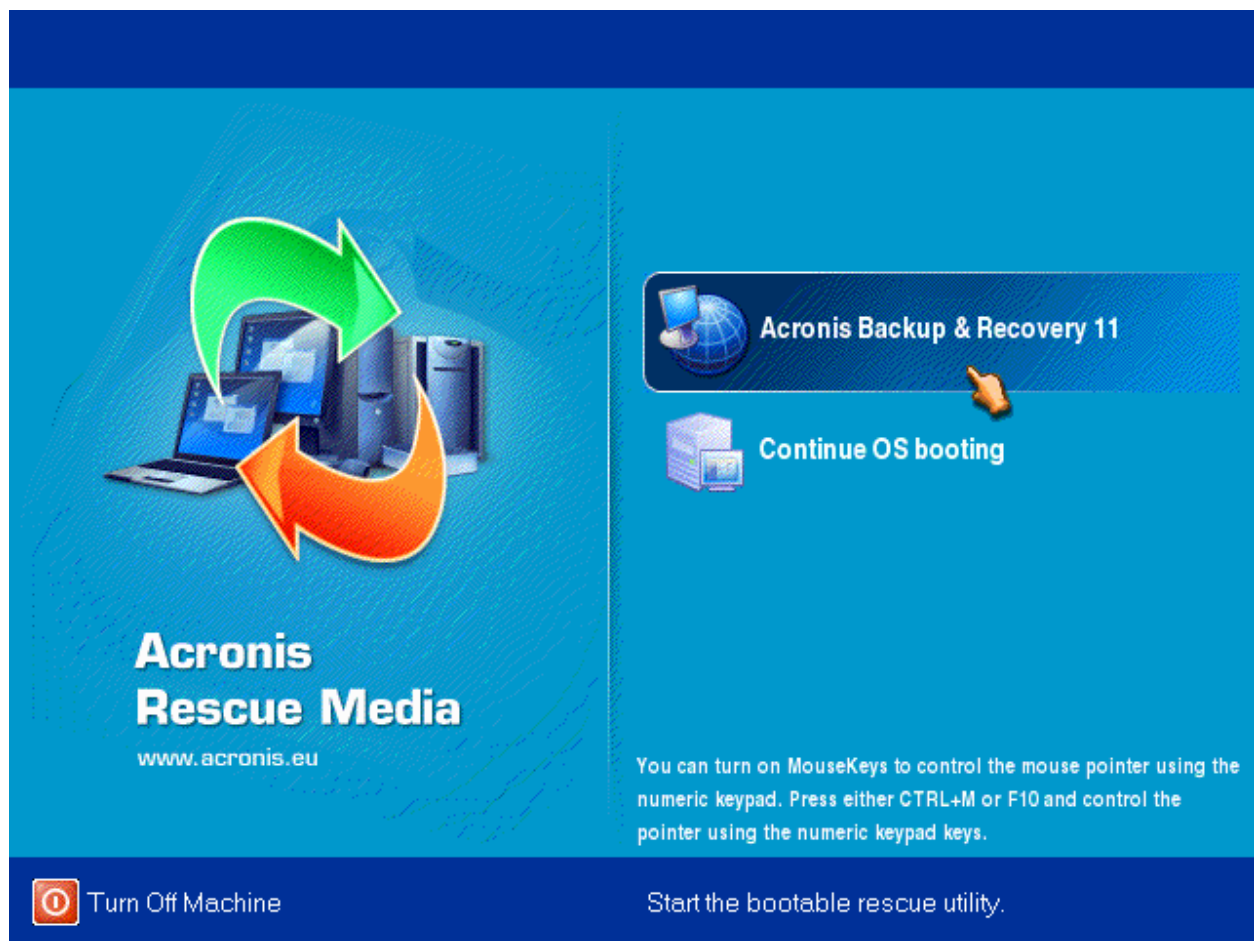 Acronis Backup & Recovery 11
Continue OS booting
Acronis
Rescue Media
www.acronis.eu
You can turn on MouseKeys to control the mouse pointer using the
numeric keypad. Press either CTRL+M or F10 and control the
pointer using the numeric keypad keys.
Turn Off Machine
Start the bootable rescue utility.